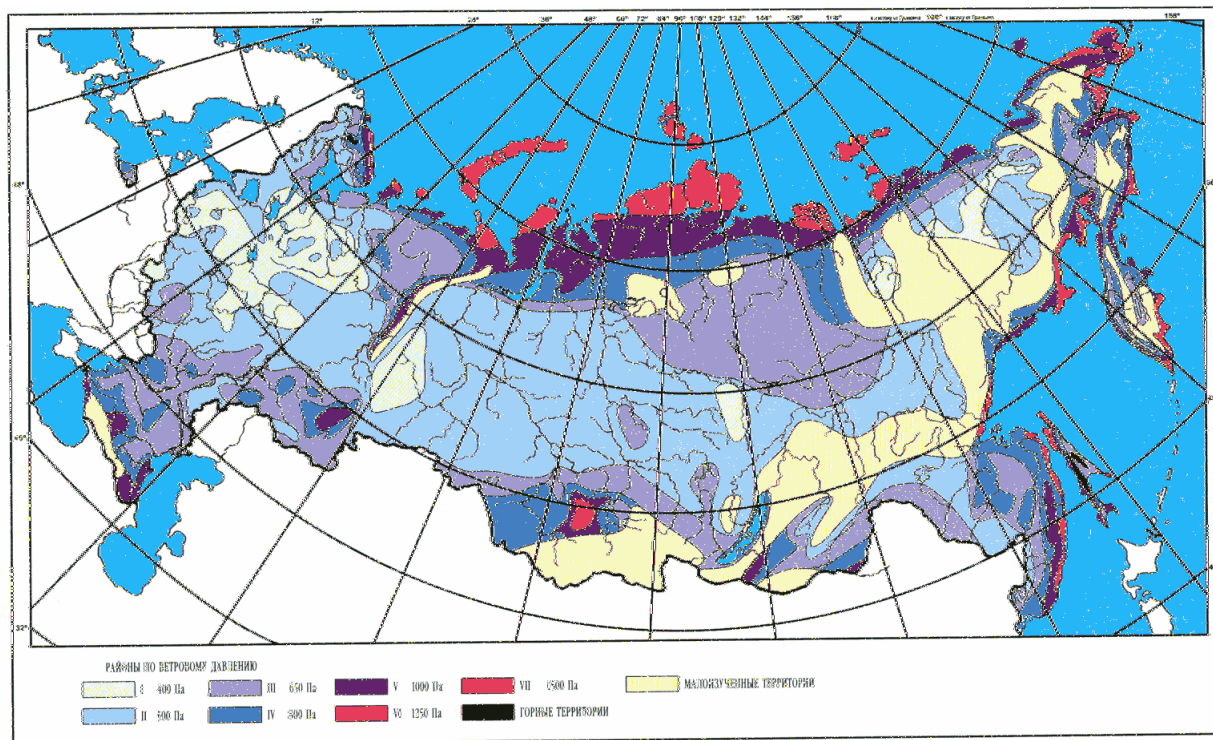 12° 24° 36° 48° 60° 72° 84° 96° 108° 120° 132° 144° 156° 168°
32°
РАЙОНЫ ПО ВЕТРОВОМУ ДАВЛЕНИЮ
I 400 Па III 650 Па V 1000 Па VII 1500 Па МАЛОИЗУЧЕННЫЕ ТЕРРИТОРИИ
II 500 Па IV 800 Па VI 1250 Па ГОРНЫЕ ТЕРРИТОРИИ